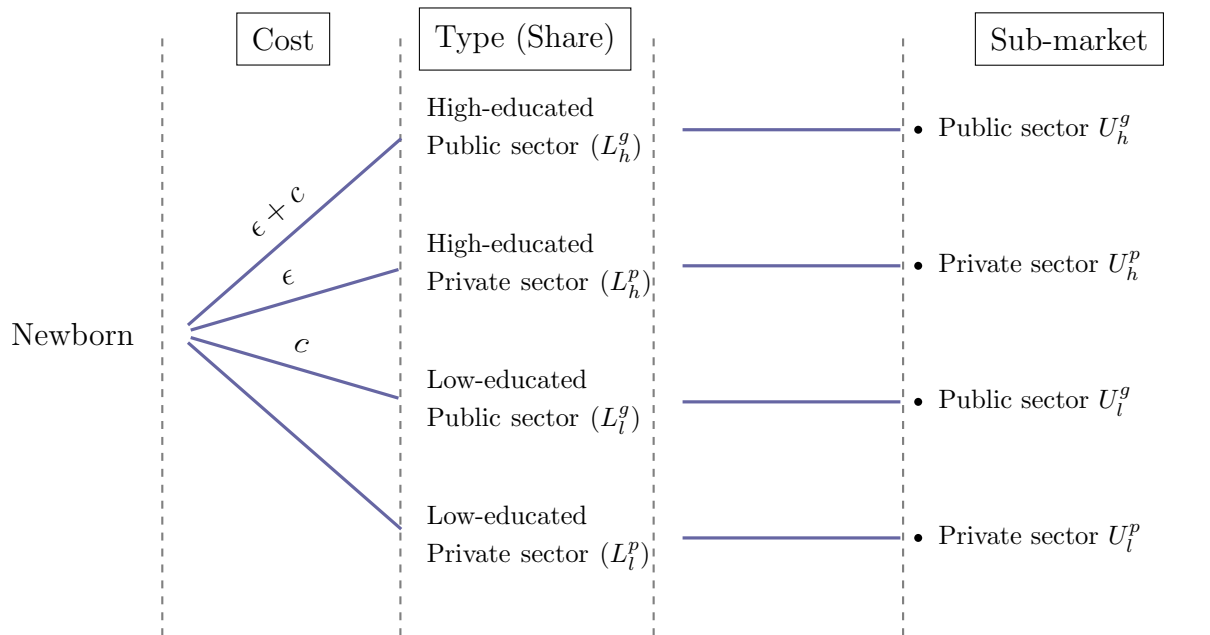 Cost
Type (Share)
Sub-market
High-educated
Public sector ($L_h^g$)
• Public sector $U_h^g$
$\epsilon + c$
High-educated
Private sector ($L_h^p$)
• Private sector $U_h^p$
$\epsilon$
Newborn
$c$
Low-educated
Public sector ($L_l^g$)
• Public sector $U_l^g$
Low-educated
Private sector ($L_l^p$)
• Private sector $U_l^p$